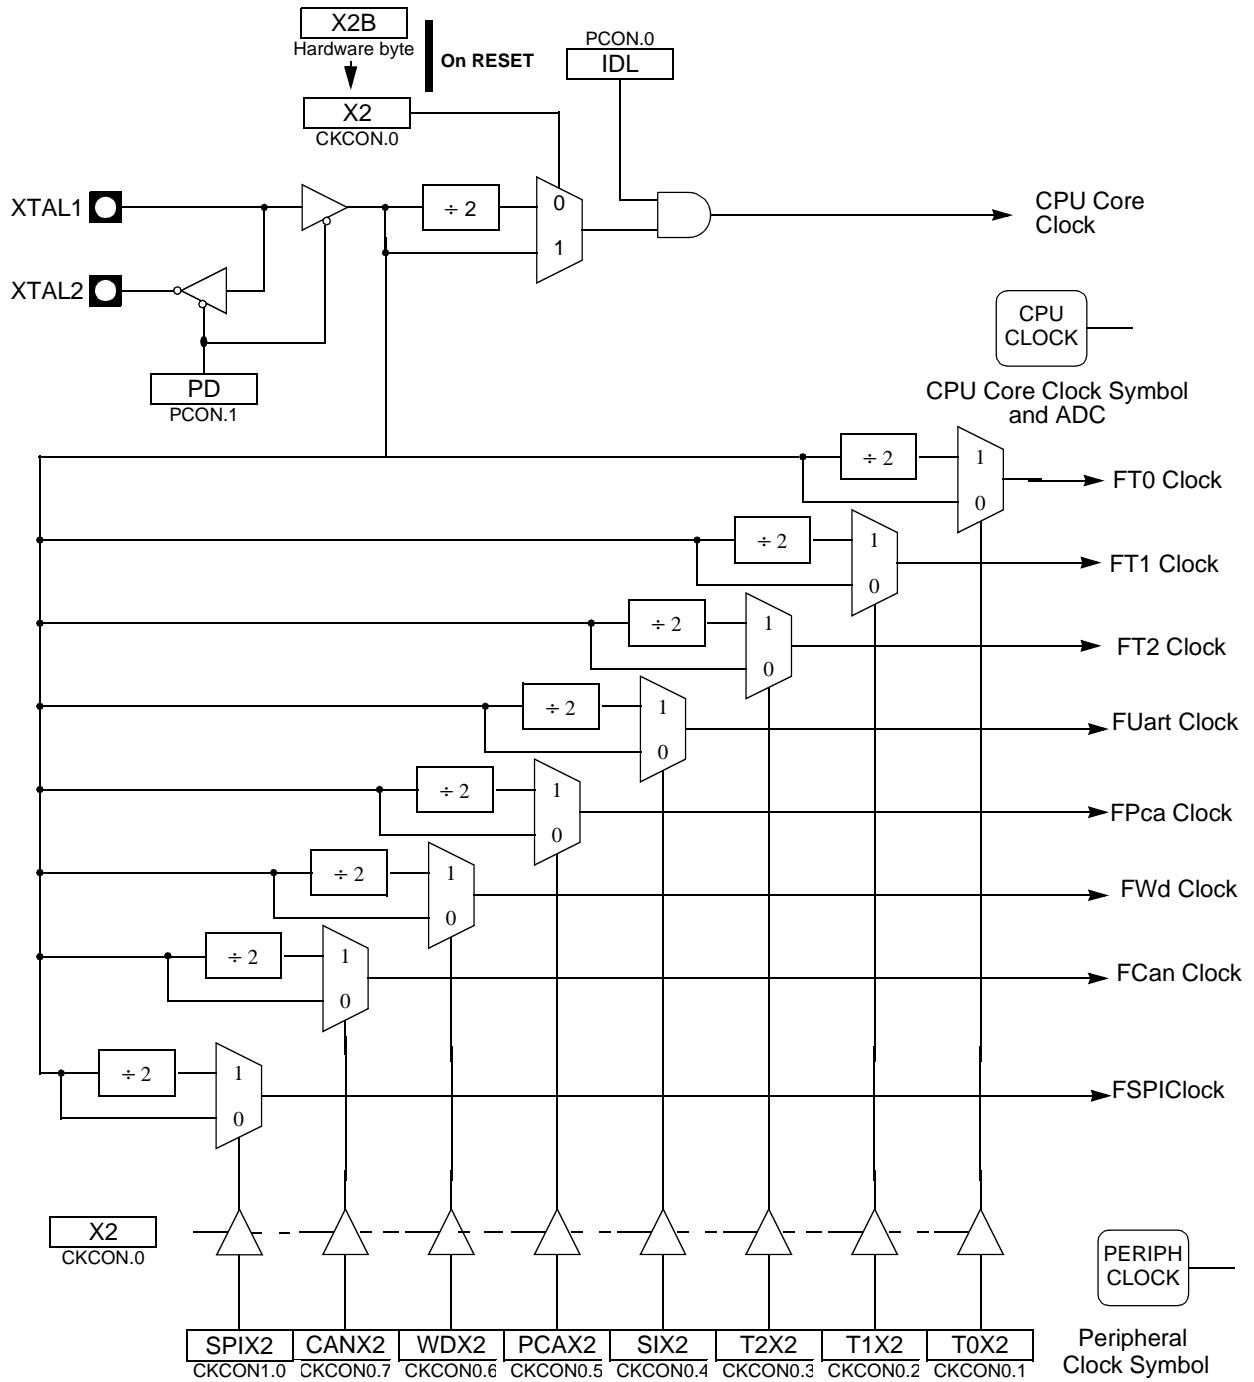 X2B
Hardware byte
On RESET
PCON.0
IDL
X2
CKCON.0
XTAL1
÷ 2
0
1
CPU Core
Clock
XTAL2
CPU
CLOCK
PD
PCON.1
CPU Core Clock Symbol
and ADC
÷ 2
1
0
FT0 Clock
÷ 2
1
0
FT1 Clock
÷ 2
1
0
FT2 Clock
÷ 2
1
0
FUart Clock
÷ 2
1
0
FPca Clock
÷ 2
1
0
FWd Clock
÷ 2
1
0
FCan Clock
÷ 2
1
0
FSPIClock
X2
CKCON.0
PERIPH
CLOCK
SPIX2 CANX2 WDX2 PCAX2 SIX2 T2X2 T1X2 T0X2
CKCON1.0 CKCON0.7 CKCON0.6 CKCON0.5 CKCON0.4 CKCON0.3 CKCON0.2 CKCON0.1
Peripheral
Clock Symbol